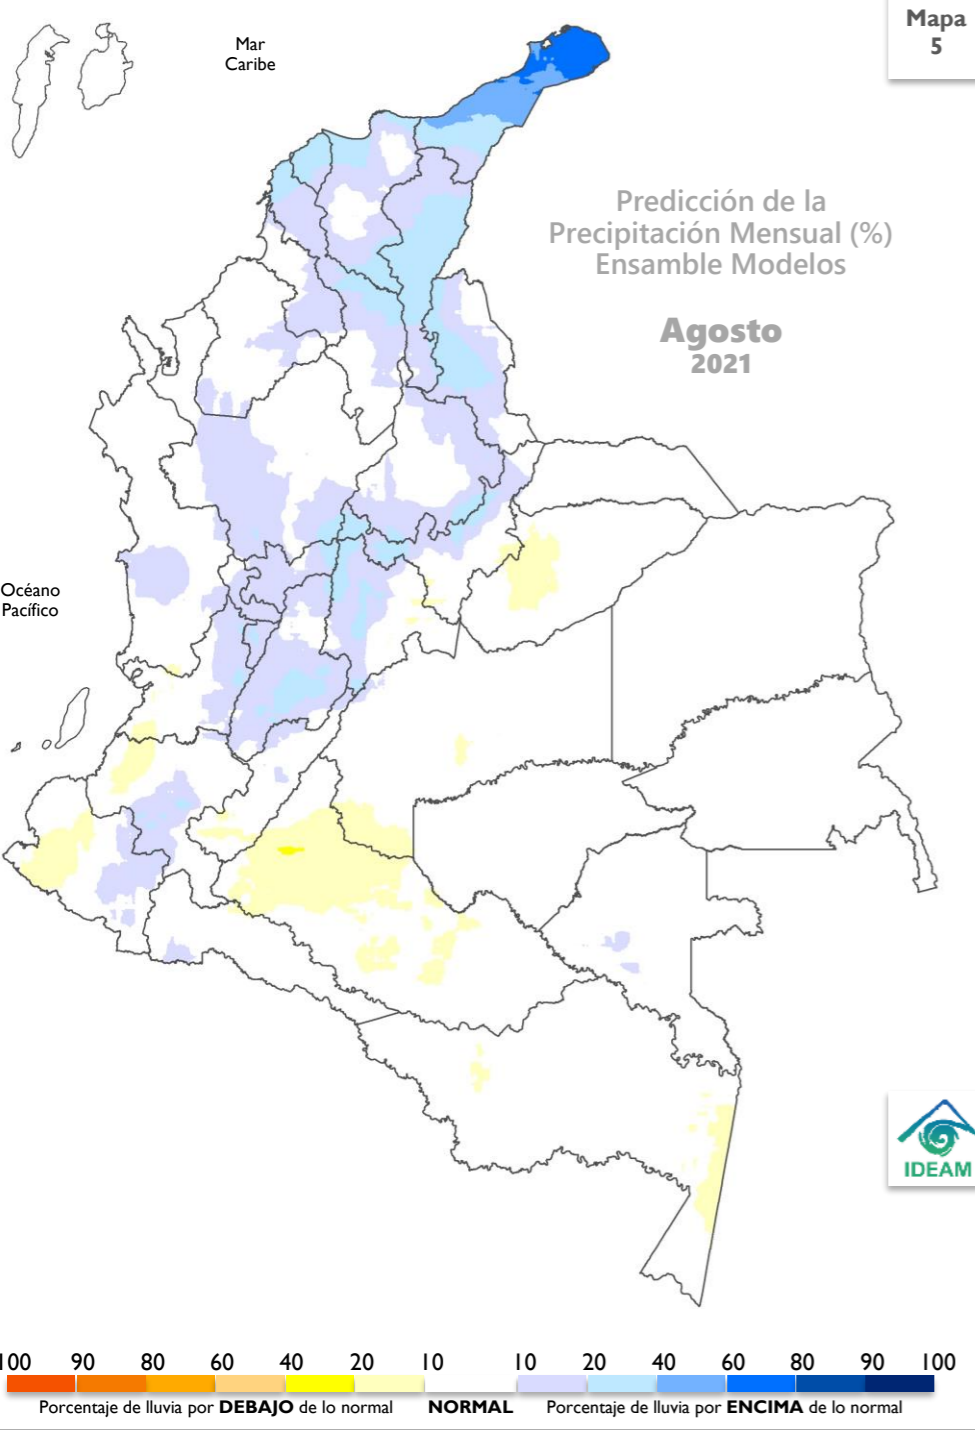 Mapa
5
Mar
Caribe
Predicción de la
Precipitación Mensual (%)
Ensamble Modelos
Agosto
2021
Océano
Pacífico
IDEAM
100 90 80 60 40 20 10 10 20 40 60 80 90 100
Porcentaje de lluvia por DEBAJO de lo normal NORMAL Porcentaje de lluvia por ENCIMA de lo normal